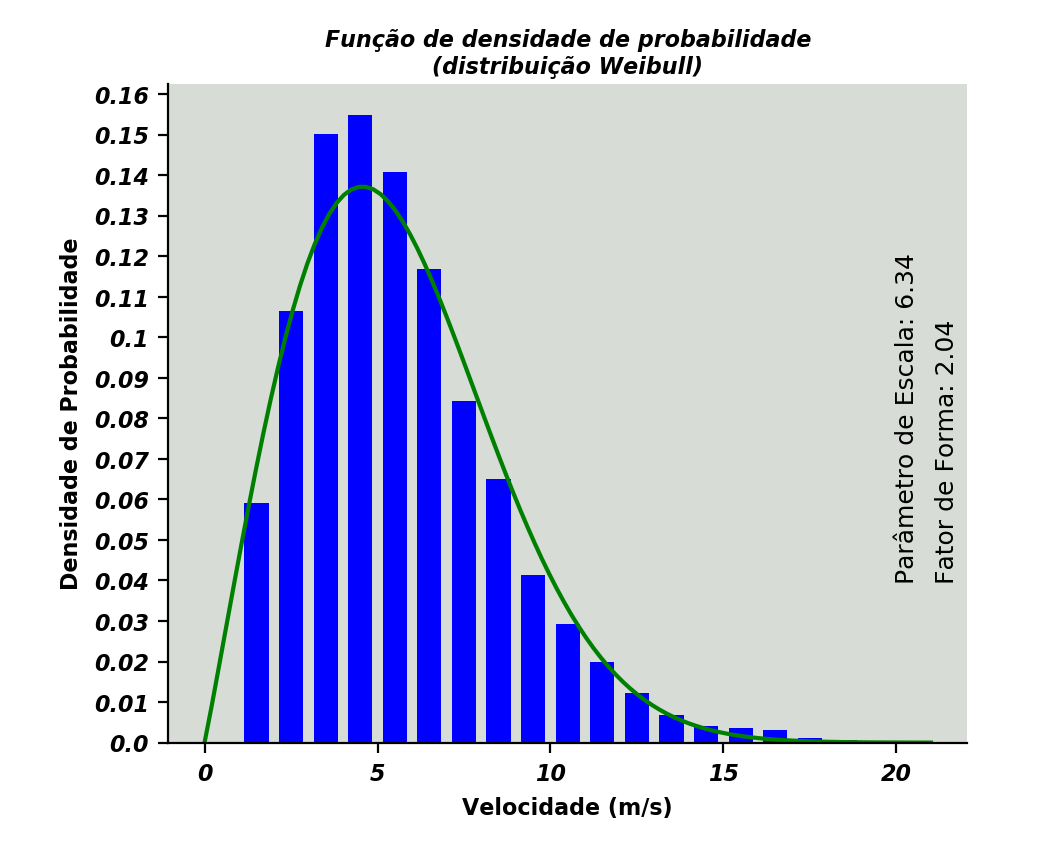 Função de densidade de probabilidade
(distribuição Weibull)
0.16
0.15
0.14
0.13
0.12
0.11
0.1
0.09
0.08
0.07
0.06
0.05
0.04
0.03
0.02
0.01
0.0
Densidade de Probabilidade
Parâmetro de Escala: 6.34
Fator de Forma: 2.04
0 5 10 15 20
Velocidade (m/s)